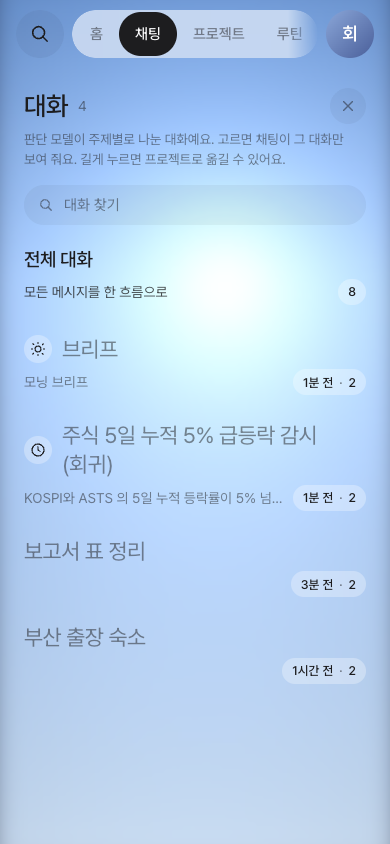 홈 채팅 프로젝트 루틴 회
대화 4
판단 모델이 주제별로 나눈 대화예요. 고르면 채팅이 그 대화만
보여 줘요. 길게 누르면 프로젝트로 옮길 수 있어요.
대화 찾기
전체 대화
모든 메시지를 한 흐름으로 8
브리프
모닝 브리프 1분 전 · 2
주식 5일 누적 5% 급등락 감시
(회귀)
KOSPI와 ASTS 의 5일 누적 등락률이 5% 넘... 1분 전 · 2
보고서 표 정리
3분 전 · 2
부산 출장 숙소
1시간 전 · 2